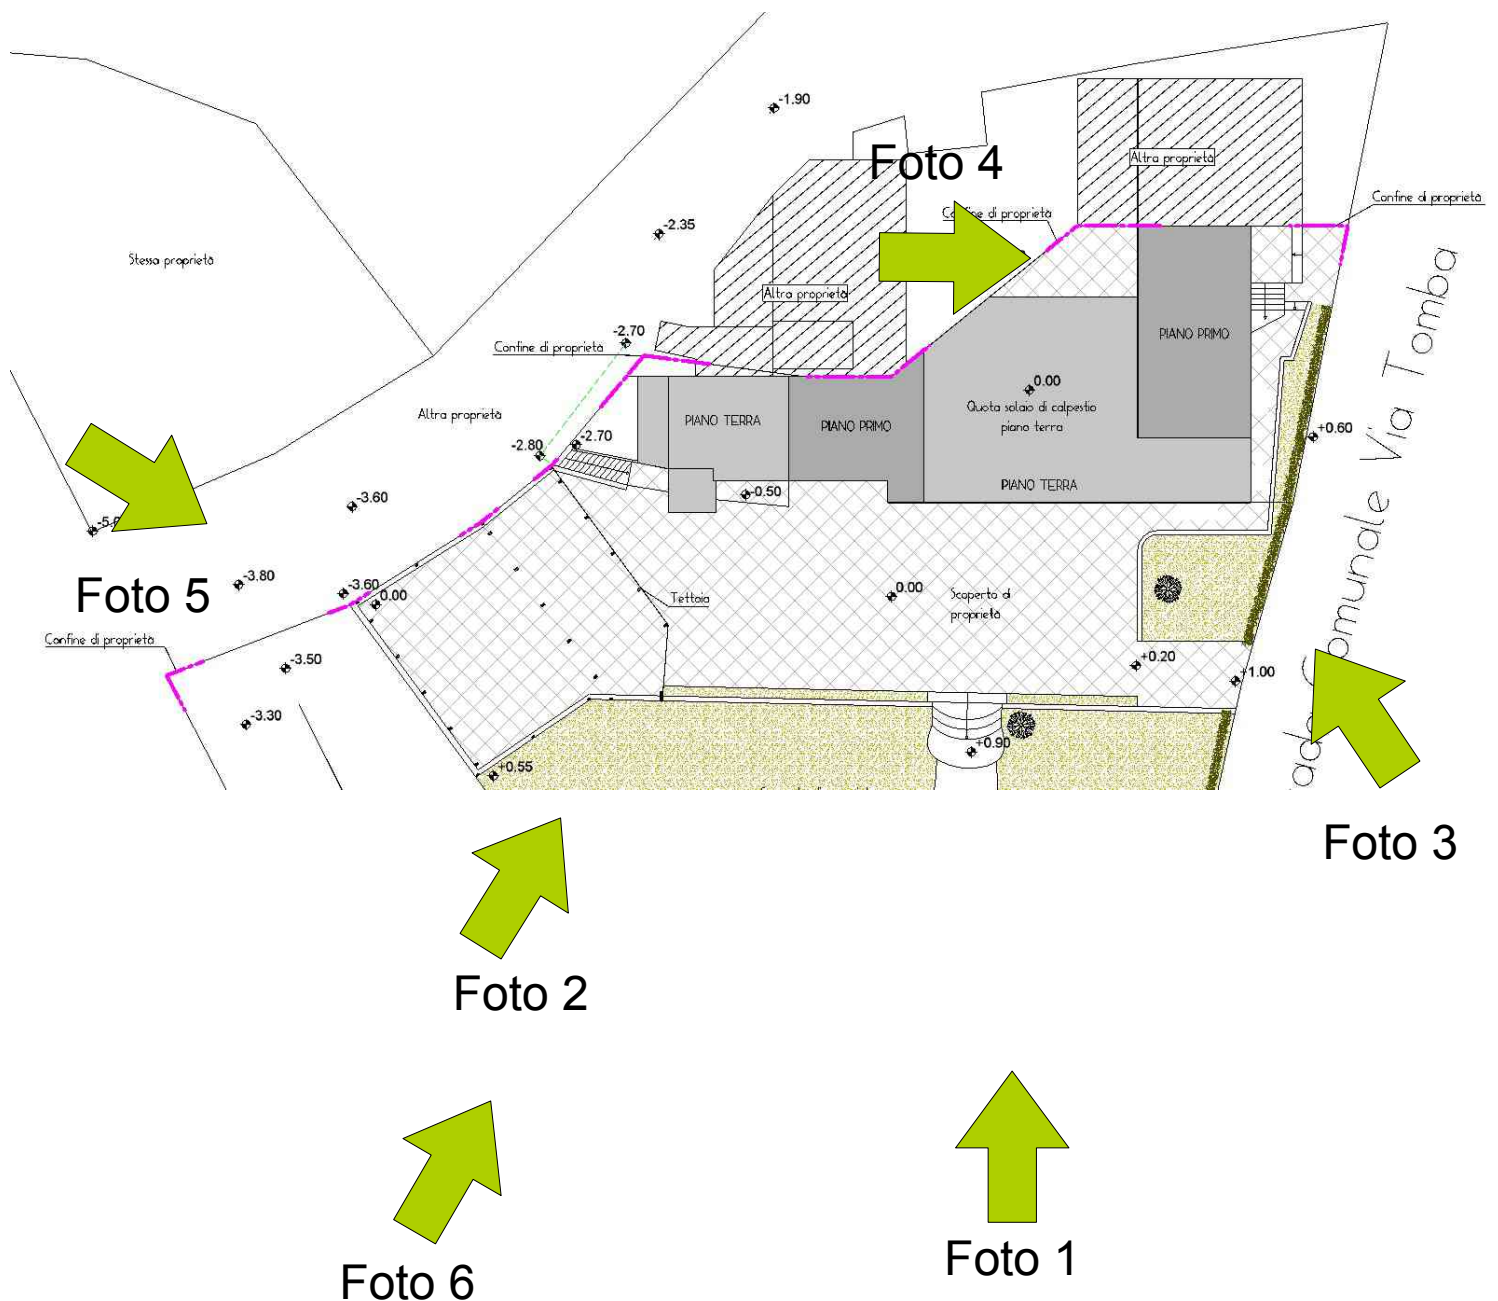 -1.90
Foto 4
Altra proprietà
Confine di proprietà
Confine di proprietà
-2.35
Stessa proprietà
Altra proprietà
-2.70
Confine di proprietà
PIANO PRIMO
0.00
Quota solaio di calpestio
piano terra
Altra proprietà
PIANO TERRA
PIANO PRIMO
-2.70
-2.80
+0.60
PIANO TERRA
-0.50
-3.60
Foto 5
-3.80
-3.60
0.00
Tettoia
0.00
Scoperto di
proprietà
Confine di proprietà
-3.50
+0.20
+1.00
-3.30
+0.90
+0.55
Comunale Via Tomba
Foto 3
Foto 2
Foto 1
Foto 6